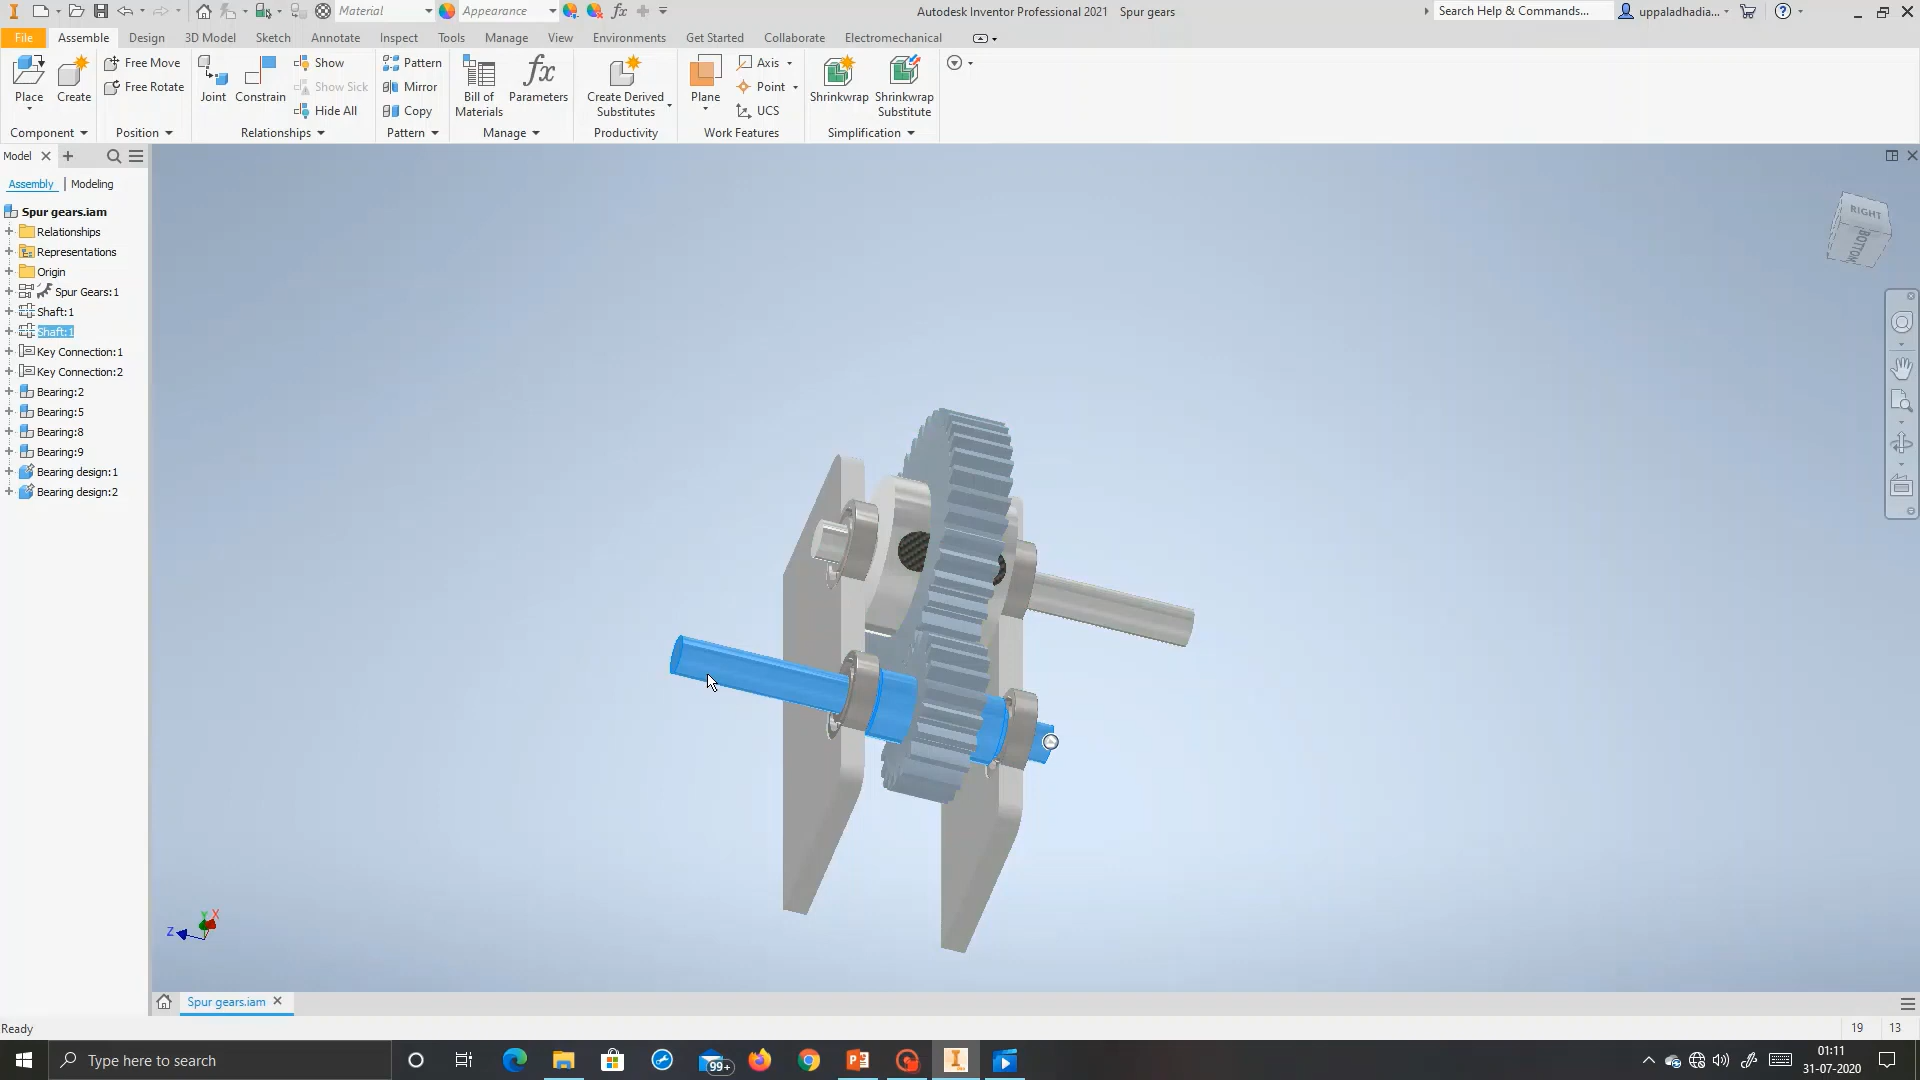 Material
Appearance
Autodesk Inventor Professional 2021 Spur gears
Search Help & Commands...
uppaladhadia...
File Assemble Design 3D Model Sketch Annotate Inspect Tools Manage View Environments Get Started Collaborate Electromechanical
Place
Create
Free Move
Free Rotate
Joint
Constrain
Show
Show Sick
Hide All
Pattern
Mirror
Copy
Bill of
Materials
Parameters
Create Derived
Substitutes
Plane
Axis
Point
UCS
Shrinkwrap
Shrinkwrap
Substitute
Component Position Relationships Pattern Manage Productivity Work Features Simplification
Model
Assembly | Modeling
Spur gears.iam
Relationships
Representations
Origin
Spur Gears:1
Shaft:1
Shaft:1
Key Connection:1
Key Connection:2
Bearing:2
Bearing:5
Bearing:8
Bearing:9
Bearing design:1
Bearing design:2
RIGHT
BOTTOM
Z Y X
Spur gears.iam
Ready
19 13
Type here to search
99+
01:11
31-07-2020